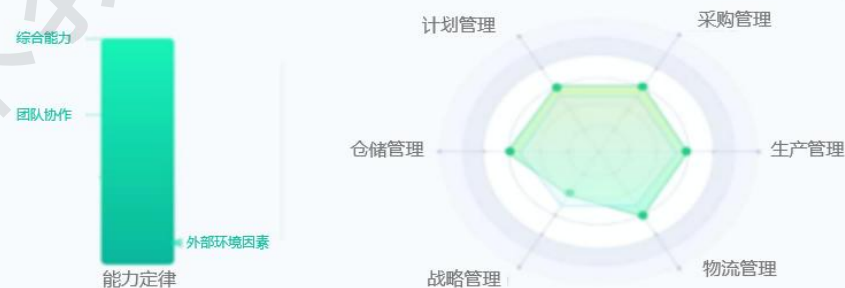 综合能力
团队协作
外部环境因素
能力定律
计划管理
采购管理
仓储管理
生产管理
战略管理
物流管理